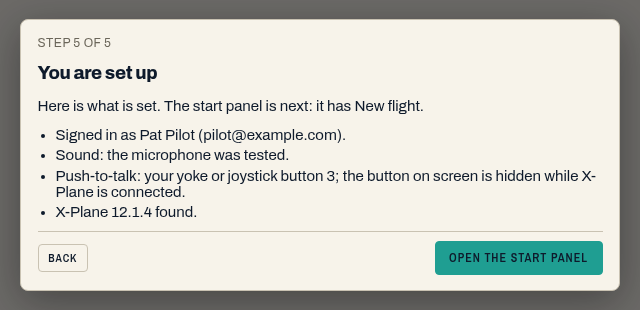 STEP 5 OF 5
You are set up
Here is what is set. The start panel is next: it has New flight.
• Signed in as Pat Pilot (pilot@example.com).
• Sound: the microphone was tested.
• Push-to-talk: your yoke or joystick button 3; the button on screen is hidden while X-
Plane is connected.
• X-Plane 12.1.4 found.
BACK
OPEN THE START PANEL